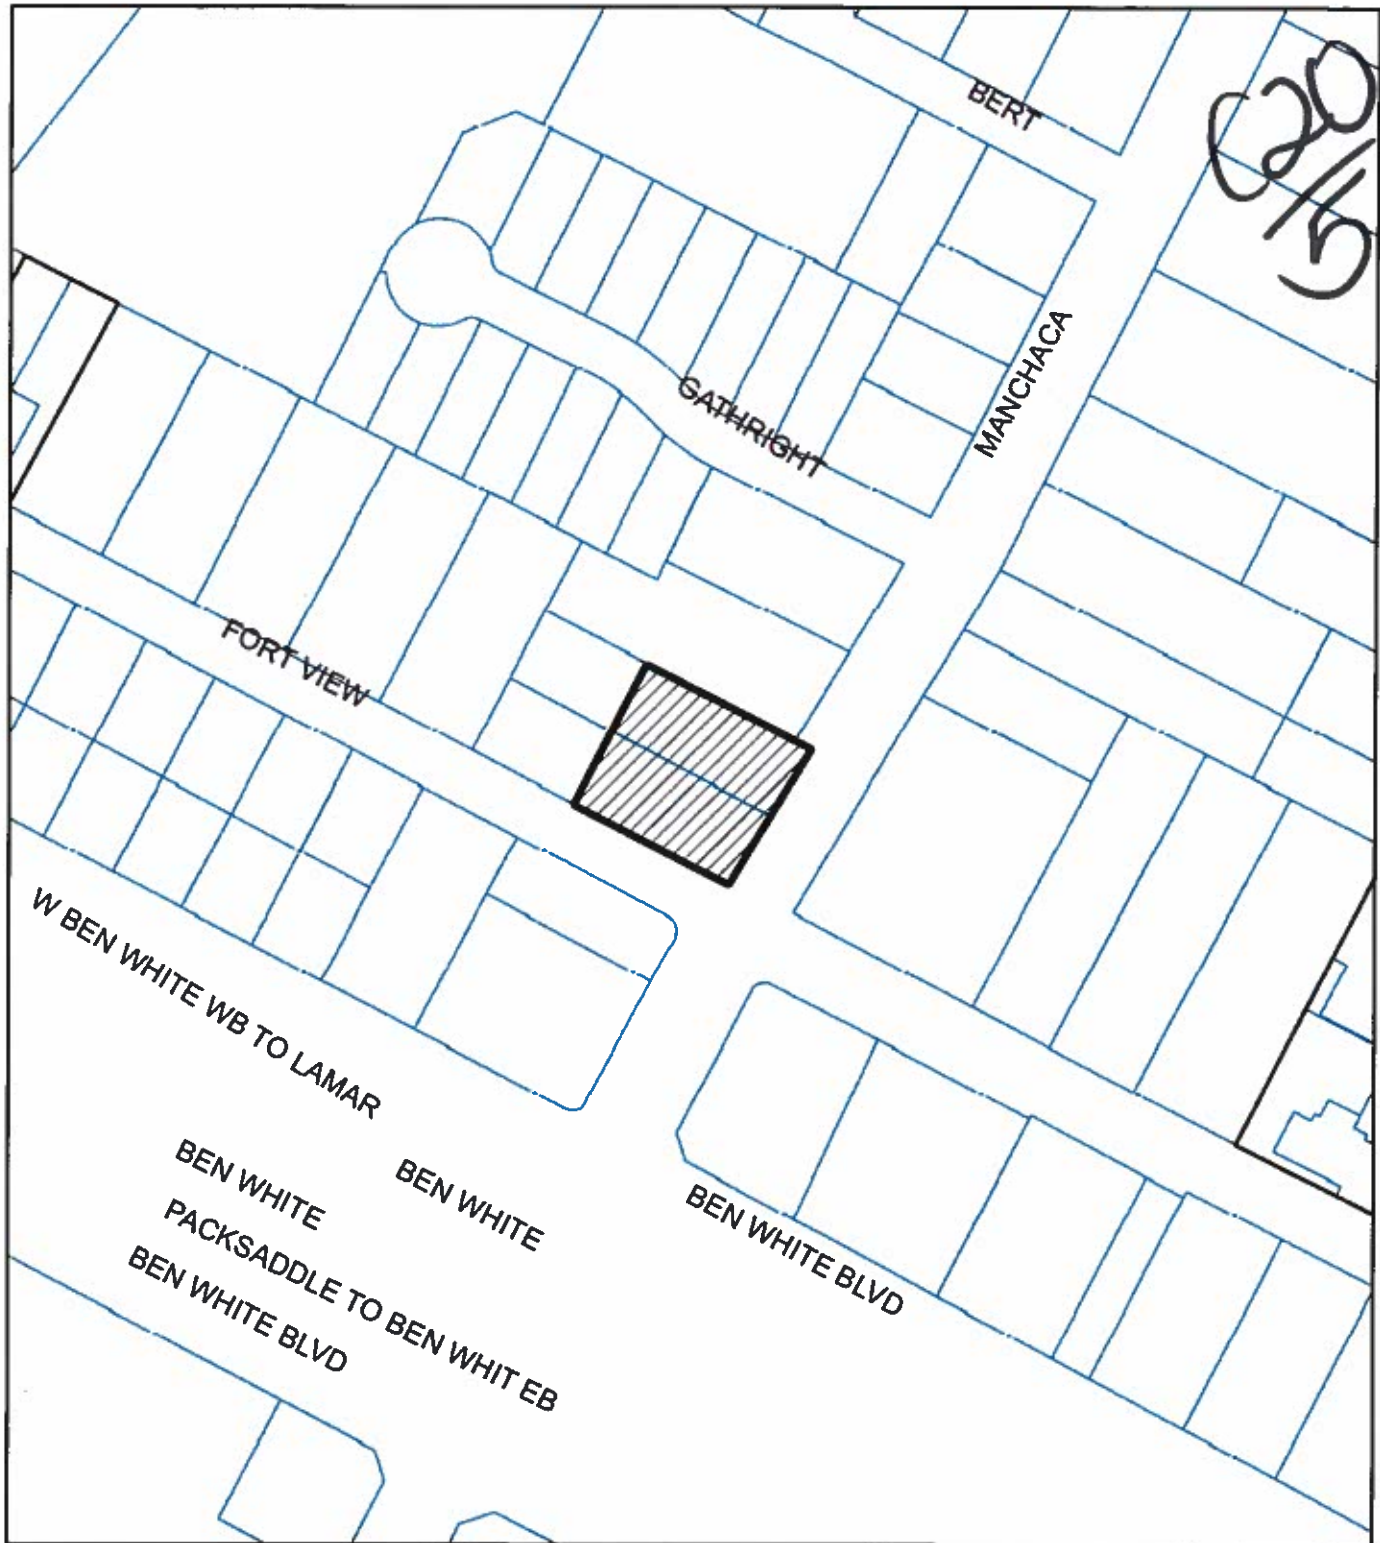 BERT
C20
/5
MANCHACA
GATHRIGHT
FORT VIEW
W BEN WHITE WB TO LAMAR
BEN WHITE
BEN WHITE
PACKSADDLE TO BEN WHIT EB
BEN WHITE BLVD
BEN WHITE BLVD